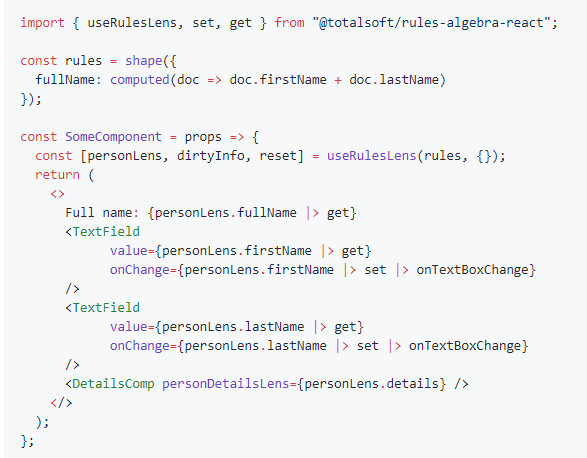 import { useRulesLens, set, get } from "@totalsoft/rules-algebra-react";
const rules = shape({
fullName: computed(doc => doc.firstName + doc.lastName)
});
const SomeComponent = props => {
const [personLens, dirtyInfo, reset] = useRulesLens(rules, {});
return (
<>
Full name: {personLens.fullName |> get}
<TextField
value={personLens.firstName |> get}
onChange={personLens.firstName |> set |> onTextBoxChange}
/>
<TextField
value={personLens.lastName |> get}
onChange={personLens.lastName |> set |> onTextBoxChange}
/>
<DetailsComp personDetailsLens={personLens.details} />
</>
);
};